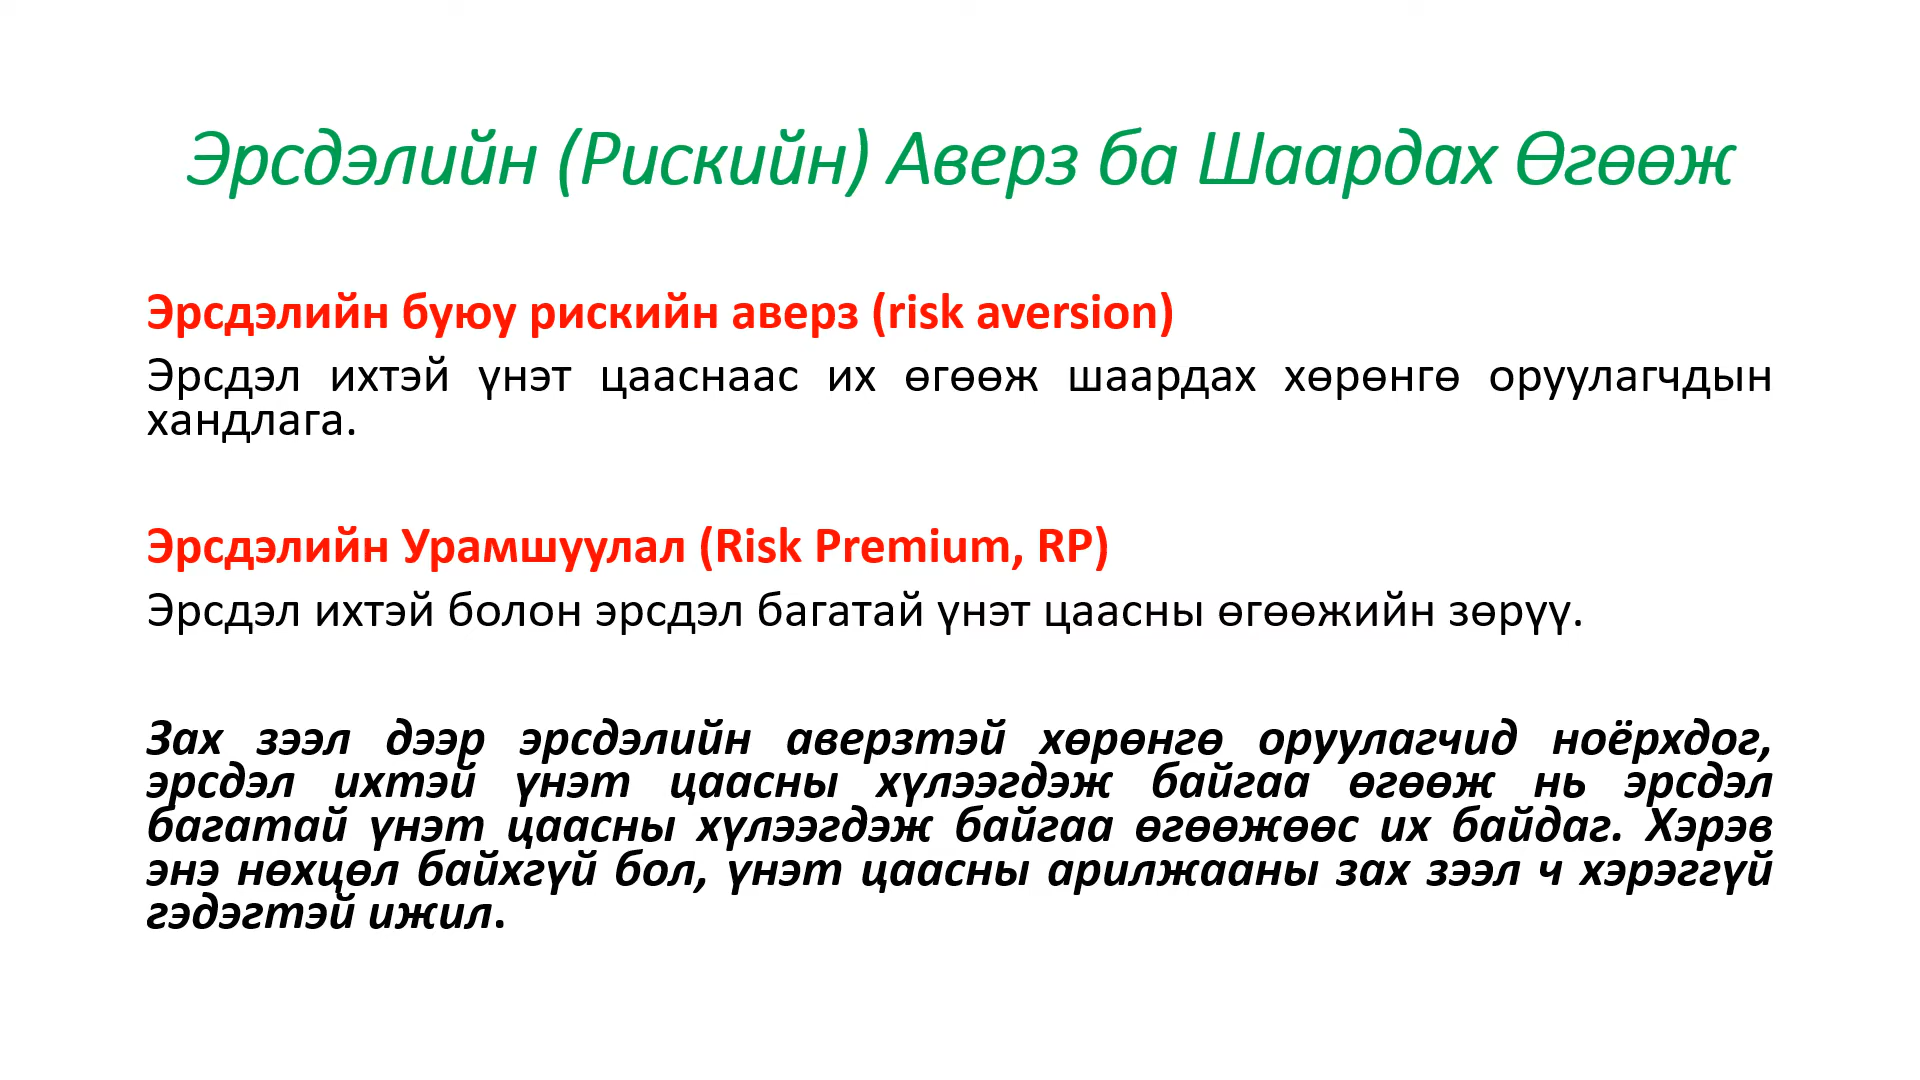 Эрсдэлийн (Рискийн) Аверз ба Шаардах Өгөөж
Эрсдэлийн буюу рискийн аверз (risk aversion)
Эрсдэл ихтэй үнэт цааснаас их өгөөж шаардах хөрөнгө оруулагчдын
хандлага.
Эрсдэлийн Урамшуулал (Risk Premium, RP)
Эрсдэл ихтэй болон эрсдэл багатай үнэт цаасны өгөөжийн зөрүү.
Зах зээл дээр эрсдэлийн аверзтэй хөрөнгө оруулагчид ноёрхдог,
эрсдэл ихтэй үнэт цаасны хүлээгдэж байгаа өгөөж нь эрсдэл
багатай үнэт цаасны хүлээгдэж байгаа өгөөжөөс их байдаг. Хэрэв
энэ нөхцөл байхгүй бол, үнэт цаасны арилжааны зах зээл ч хэрэггүй
гэдэгтэй ижил.